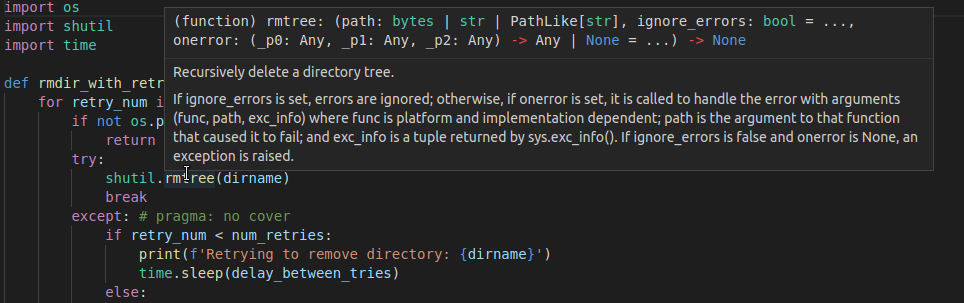 import os
import shutil
import time
(function) rmtree: (path: bytes | str | PathLike[str], ignore_errors: bool = ...,
onerror: (_p0: Any, _p1: Any, _p2: Any) -> Any | None = ...) -> None
Recursively delete a directory tree.
If ignore_errors is set, errors are ignored; otherwise, if onerror is set, it is called to handle the error with arguments
(func, path, exc_info) where func is platform and implementation dependent; path is the argument to that function
that caused it to fail; and exc_info is a tuple returned by sys.exc_info(). If ignore_errors is false and onerror is None, an
exception is raised.
def rmdir_with_retr
for retry_num i
if not os.p
return
try:
shutil.rmtree(dirname)
break
except: # pragma: no cover
if retry_num < num_retries:
print(f'Retrying to remove directory: {dirname}')
time.sleep(delay_between_tries)
else: